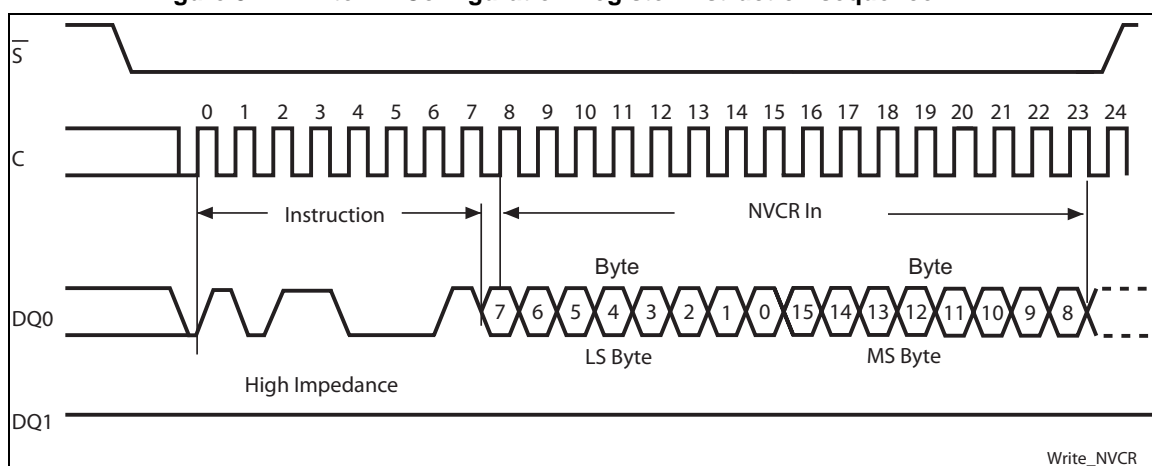 S
0 1 2 3 4 5 6 7 8 9 10 11 12 13 14 15 16 17 18 19 20 21 22 23 24
C
Instruction NVCR In
Byte Byte
DQ0 7 6 5 4 3 2 1 0 15 14 13 12 11 10 9 8
LS Byte MS Byte
High Impedance
DQ1
Write_NVCR